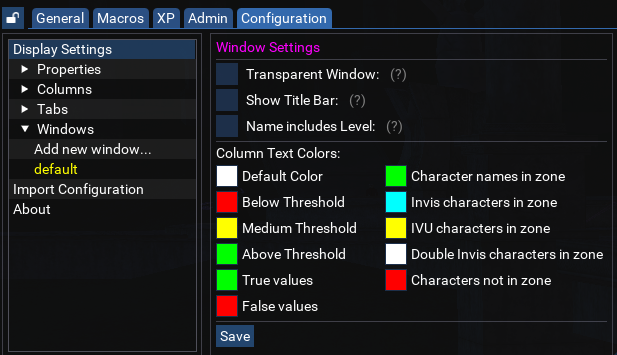 General Macros XP Admin Configuration
Display Settings
Properties
Columns
Tabs
Windows
Add new window...
default
Import Configuration
About
Window Settings
Transparent Window: (?)
Show Title Bar: (?)
Name includes Level: (?)
Column Text Colors:
Default Color Character names in zone
Below Threshold Invis characters in zone
Medium Threshold IVU characters in zone
Above Threshold Double Invis characters in zone
True values Characters not in zone
False values
Save